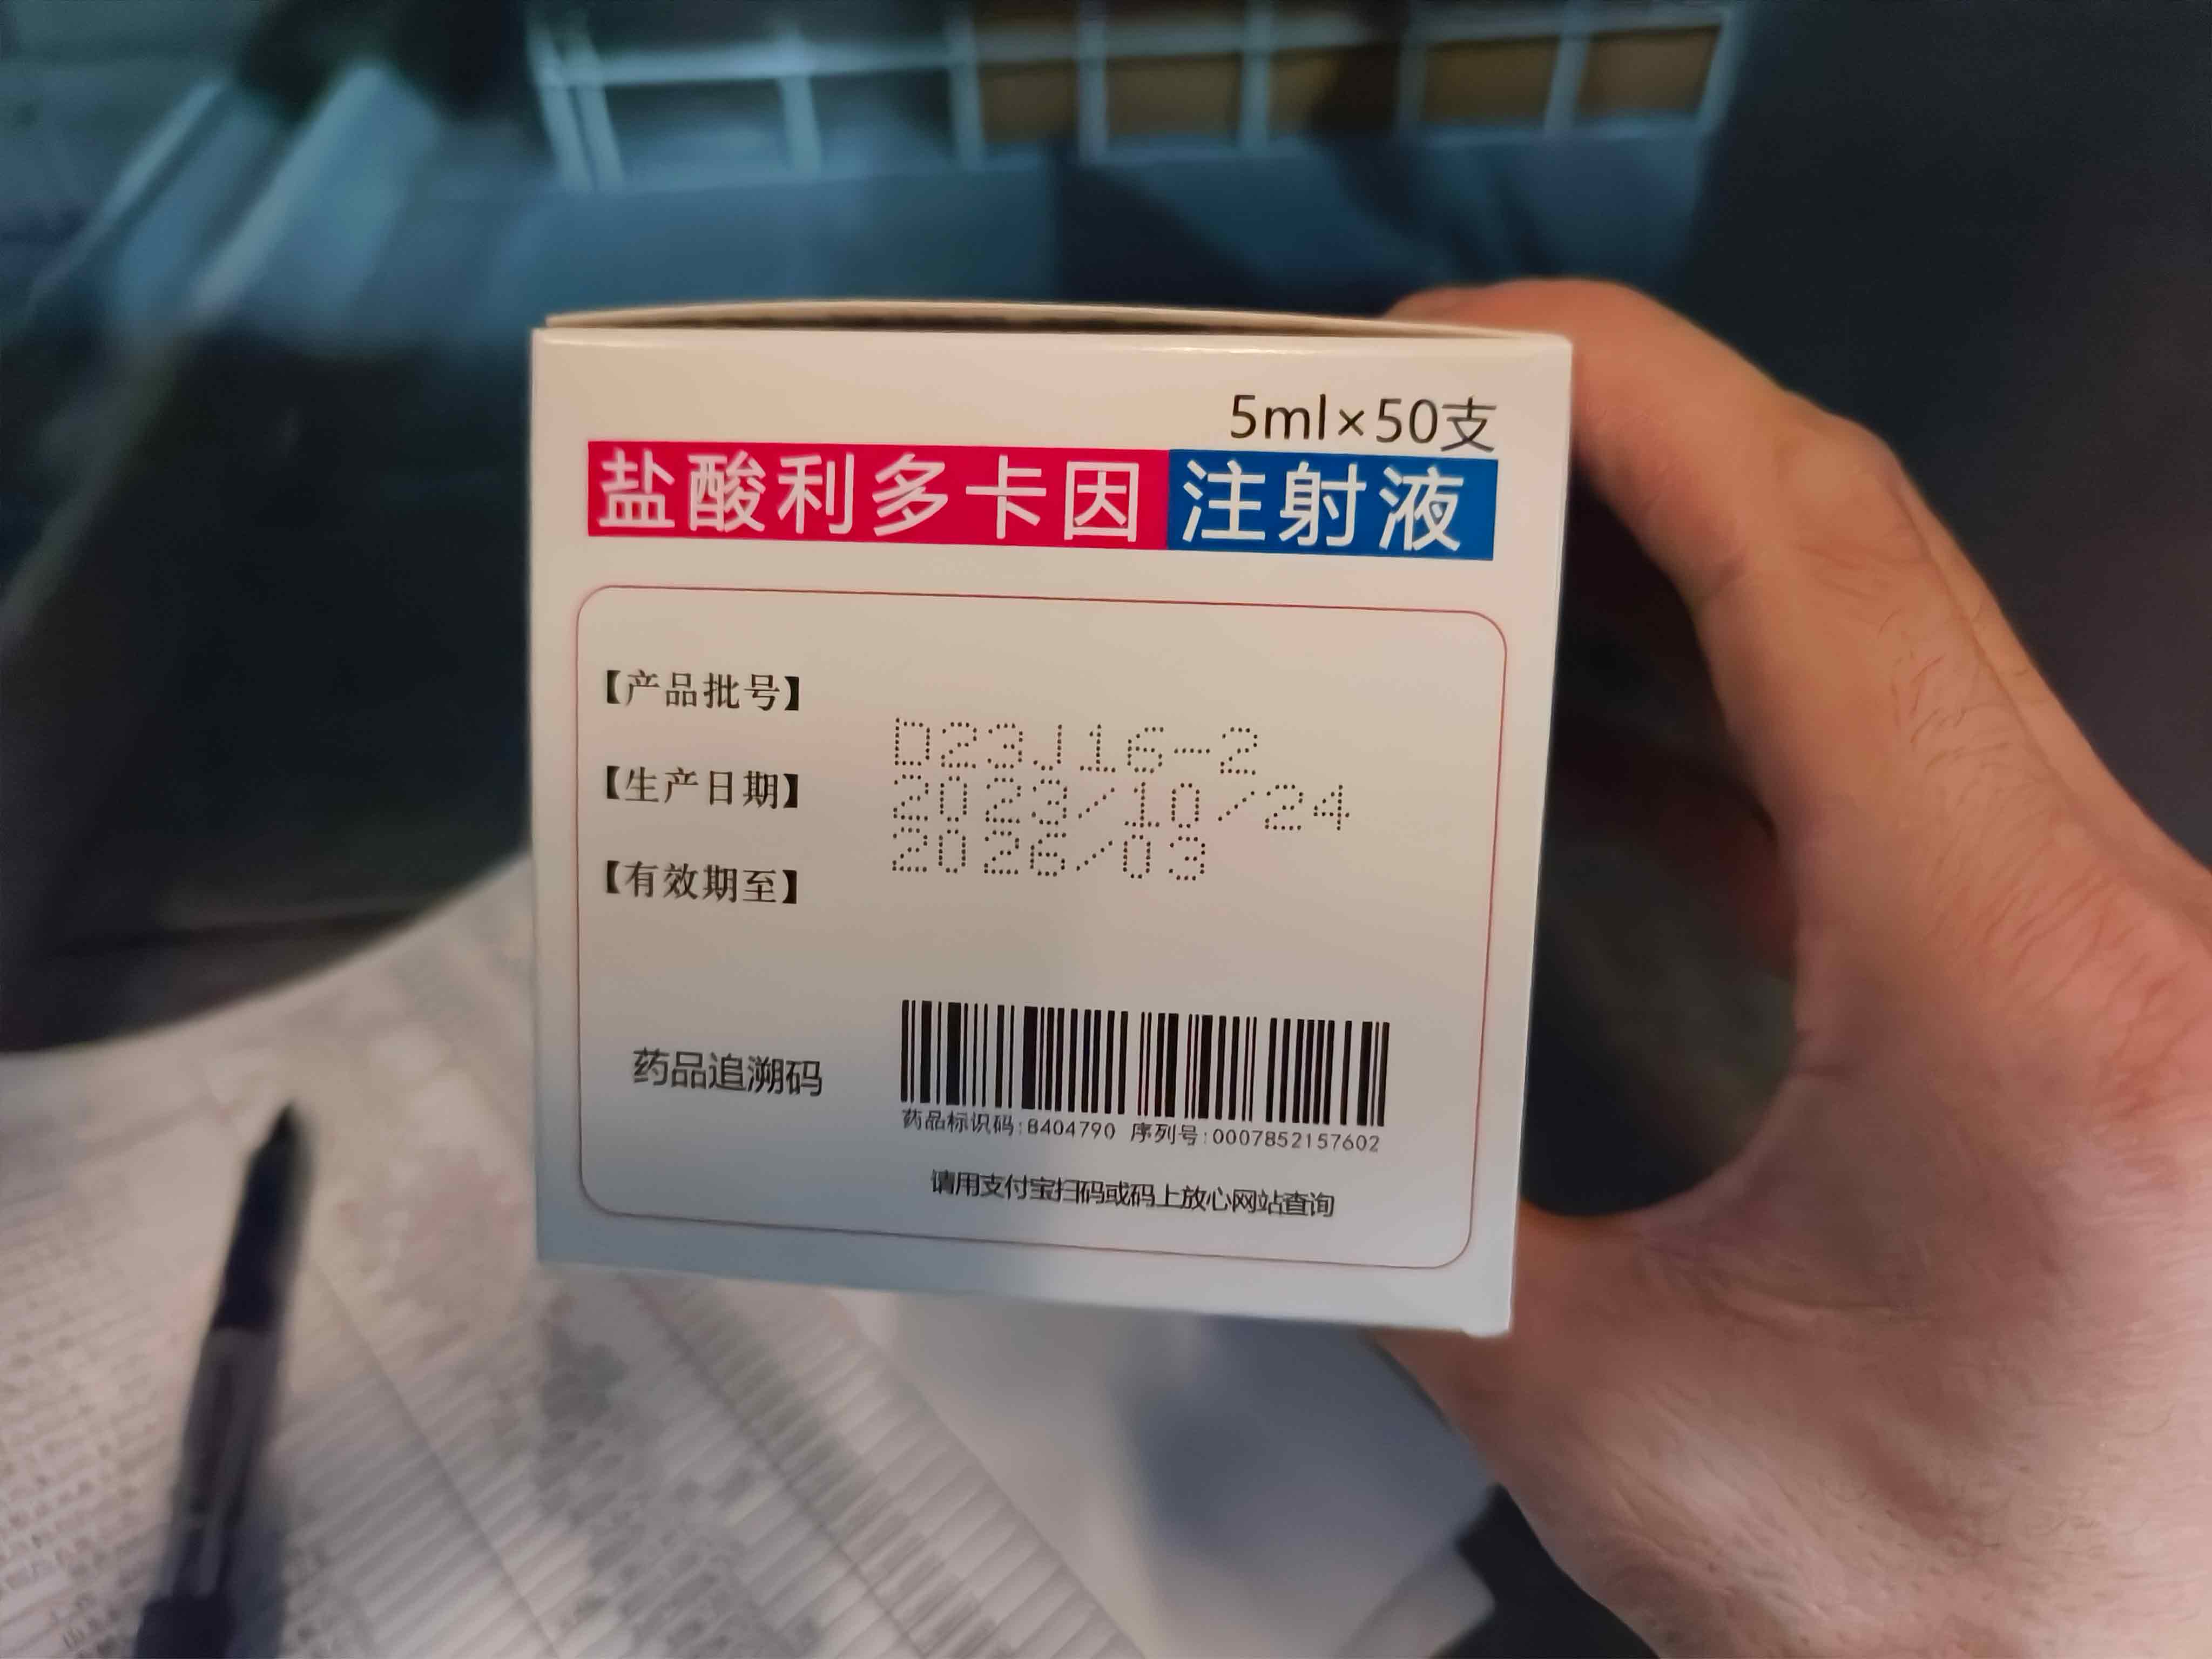 5ml×50支
盐酸利多卡因注射液
【产品批号】
D23J16-2
【生产日期】
2023/10/24
【有效期至】
2026/03
药品追溯码
药品标识码:8404790 序列号:0007852157602
请用支付宝扫码或码上放心网站查询